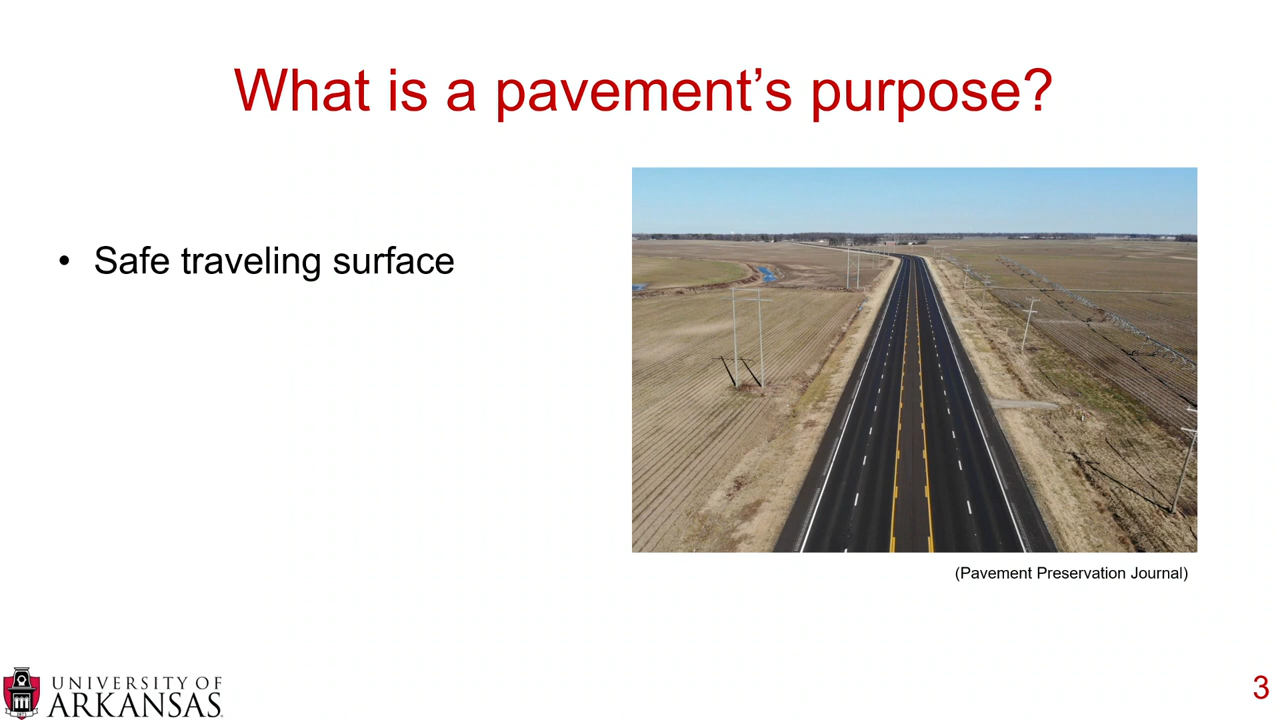 What is a pavement’s purpose?
• Safe traveling surface
(Pavement Preservation Journal)
UNIVERSITY OF
ARKANSAS
3